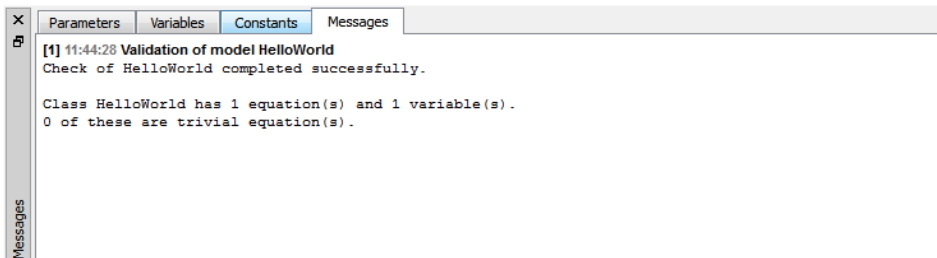 Parameters Variables Constants Messages
[1] 11:44:28 Validation of model HelloWorld
Check of HelloWorld completed successfully.
Class HelloWorld has 1 equation(s) and 1 variable(s).
0 of these are trivial equation(s).
Messages